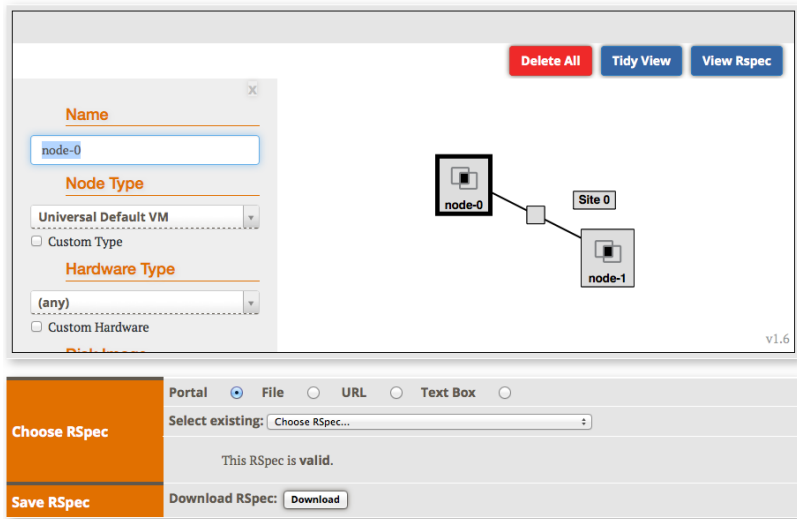 Delete All Tidy View View Rspec
x
Name
node-0
Node Type
Universal Default VM
Custom Type
Hardware Type
(any)
Custom Hardware
Disk Image
node-0
Site 0
node-1
v1.6
Choose RSpec
Portal File URL Text Box
Select existing: Choose RSpec...
This RSpec is valid.
Save RSpec
Download RSpec: Download